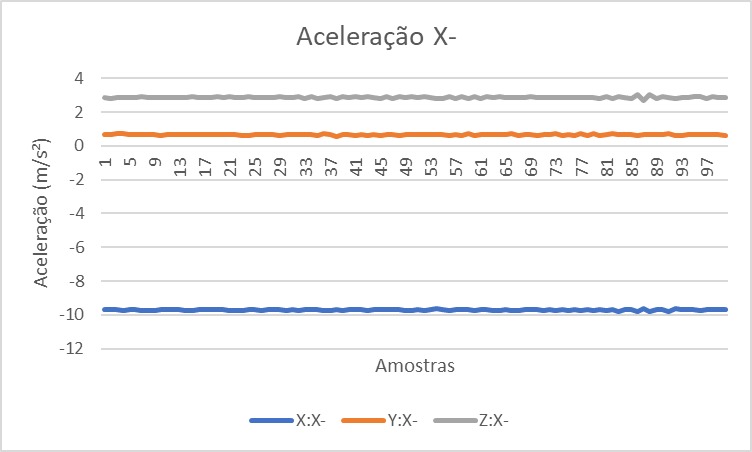 Aceleração X-
4
2
0
-2
-4
-6
-8
-10
-12
Aceleração (m/s²)
1 5 9 13 17 21 25 29 33 37 41 45 49 53 57 61 65 69 73 77 81 85 89 93 97
Amostras
X:X- Y:X- Z:X-